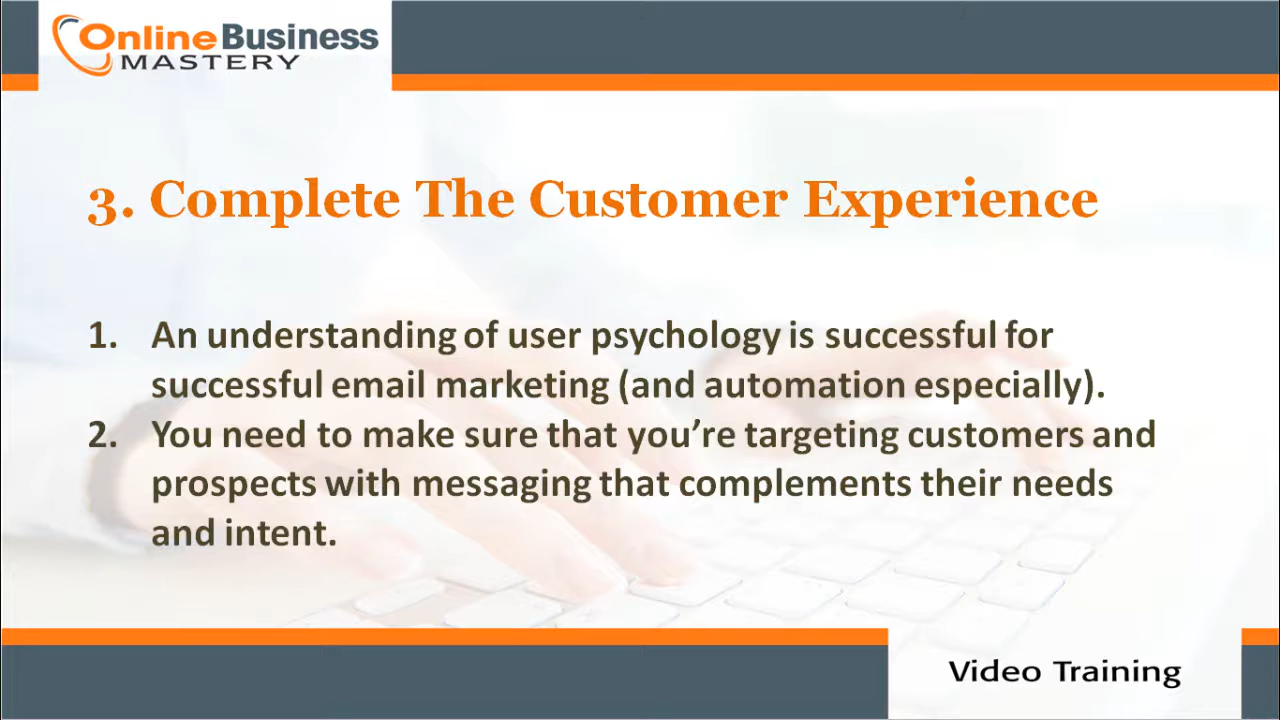 Online Business
MASTERY
3. Complete The Customer Experience
1. An understanding of user psychology is successful for
successful email marketing (and automation especially).
2. You need to make sure that you’re targeting customers and
prospects with messaging that complements their needs
and intent.
Video Training